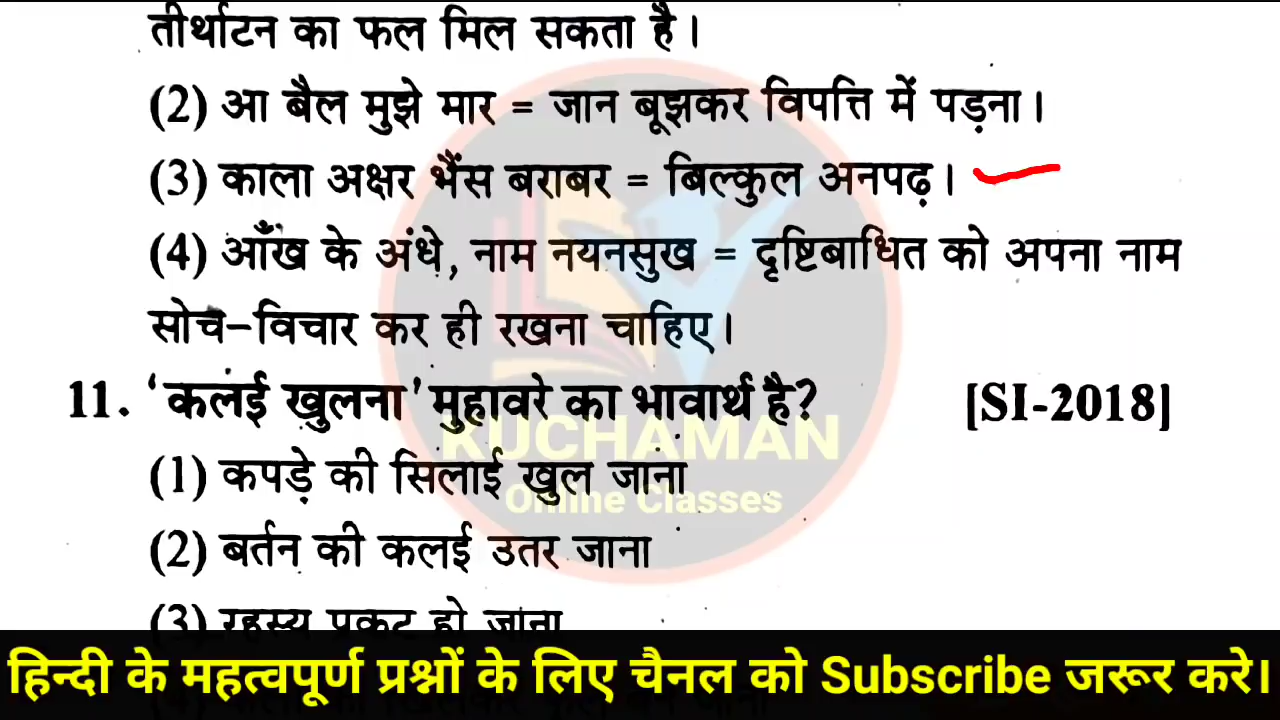 तीर्थाटन का फल मिल सकता है।
(2) आ बैल मुझे मार = जान बूझकर विपत्ति में पड़ना।
(3) काला अक्षर भैंस बराबर = बिल्कुल अनपढ़।
(4) आँख के अंधे, नाम नयनसुख = दृष्टिबाधित को अपना नाम
सोच-विचार कर ही रखना चाहिए।
11. 'कलई खुलना' मुहावरे का भावार्थ है? [SI-2018]
KUCHAMAN
(1) कपड़े की सिलाई खुल जाना
Online Classes
(2) बर्तन की कलई उतर जाना
(3) रहस्य प्रकट हो जाना
हिन्दी के महत्वपूर्ण प्रश्नों के लिए चैनल को Subscribe जरूर करे।